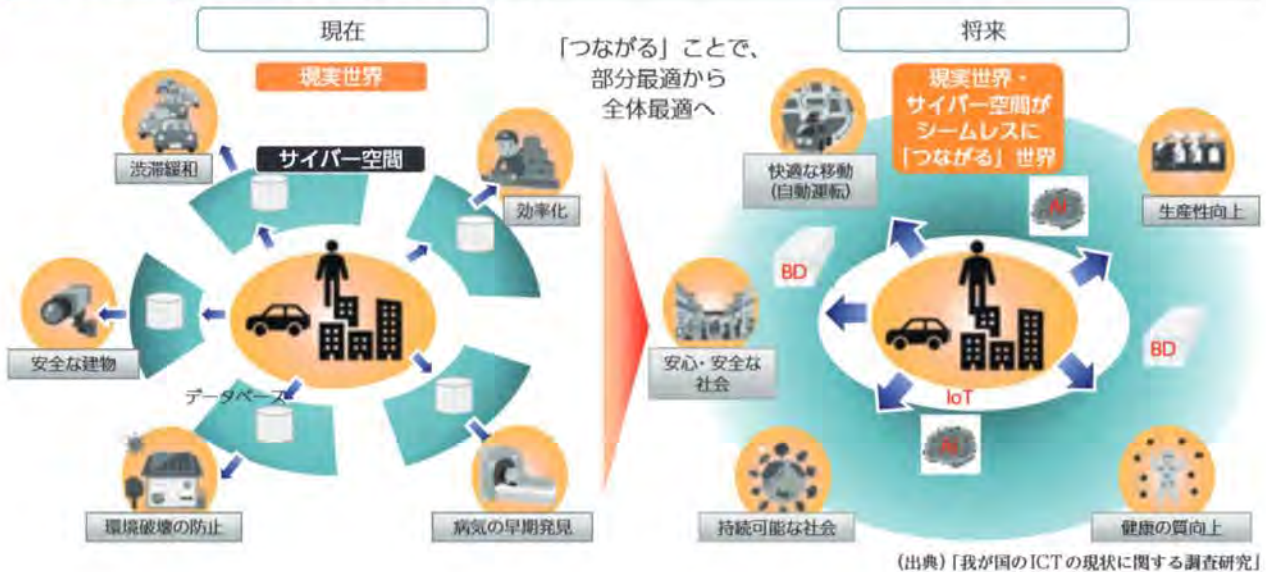 現在
現実世界
サイバー空間
渋滞緩和
効率化
安全な建物
データベース
環境破壊の防止
病気の早期発見
「つながる」ことで、
部分最適から
全体最適へ
将来
現実世界・
サイバー空間が
シームレスに
「つながる」世界
快適な移動
(自動運転)
AI
生産性向上
BD
安心・安全な
社会
BD
IoT
AI
持続可能な社会
健康の質向上
(出典)「我が国のICTの現状に関する調査研究」